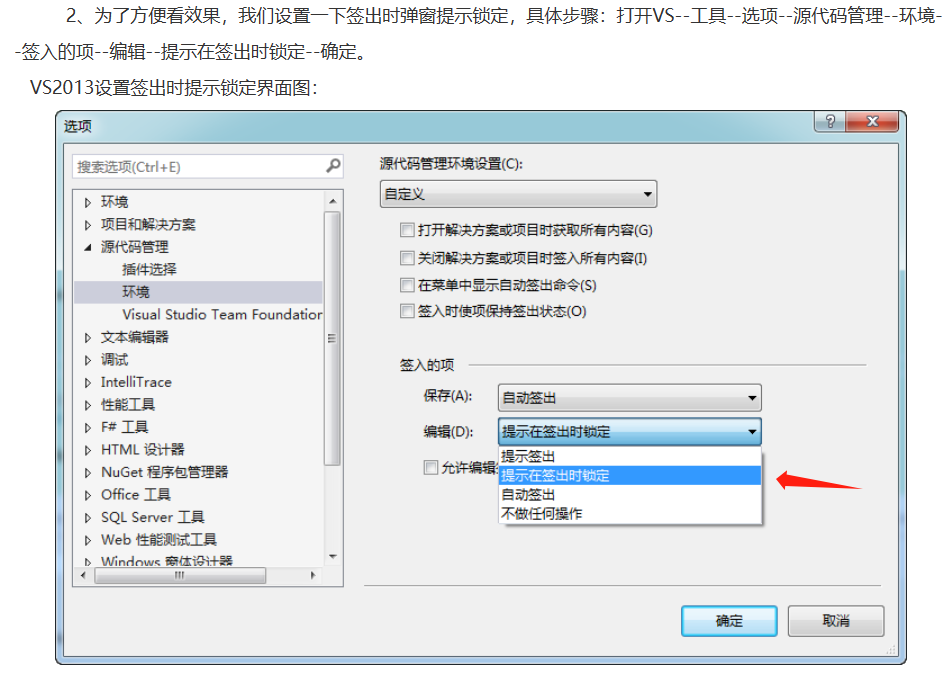 2、为了方便看效果，我们设置一下签出时弹窗提示锁定，具体步骤：打开VS--工具--选项--源代码管理--环境-
-签入的项--编辑--提示在签出时锁定--确定。
VS2013设置签出时提示锁定界面图：
选项
搜索选项(Ctrl+E)
环境
项目和解决方案
源代码管理
插件选择
环境
Visual Studio Team Foundation
文本编辑器
调试
IntelliTrace
性能工具
F# 工具
HTML 设计器
NuGet 程序包管理器
Office 工具
SQL Server 工具
Web 性能测试工具
Windows 窗体设计器
源代码管理环境设置(C):
自定义
打开解决方案或项目时获取所有内容(G)
关闭解决方案或项目时签入所有内容(I)
在菜单中显示自动签出命令(S)
签入时使项保持签出状态(O)
签入的项
保存(A): 自动签出
编辑(D): 提示在签出时锁定
允许编辑
提示签出
提示在签出时锁定
自动签出
不做任何操作
确定 取消